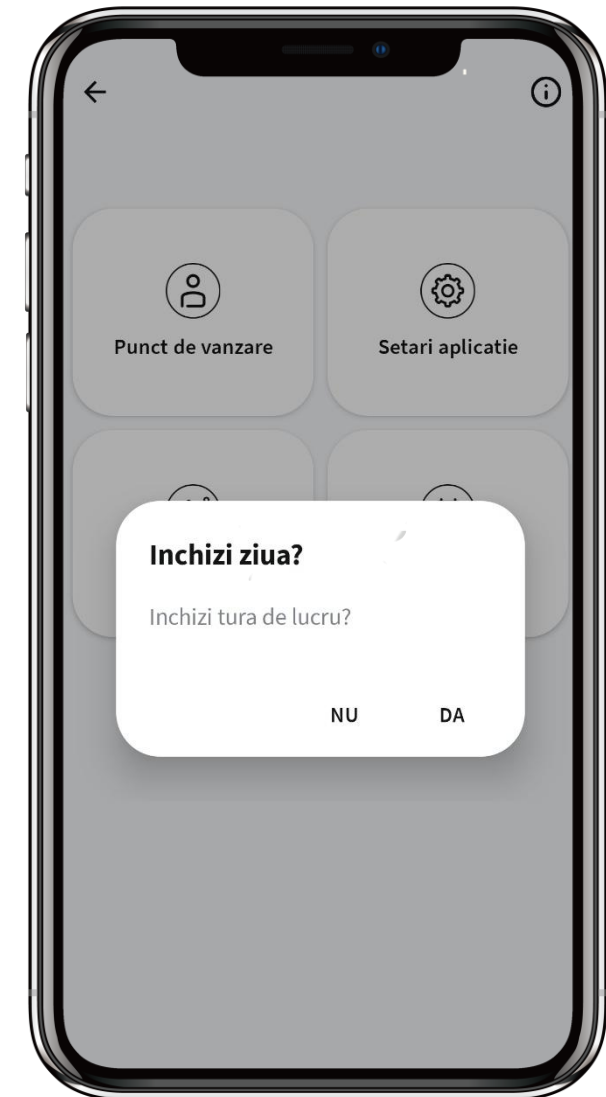 Punct de vanzare
Setari aplicatie
Inchizi ziua?
Inchizi tura de lucru?
NU
DA